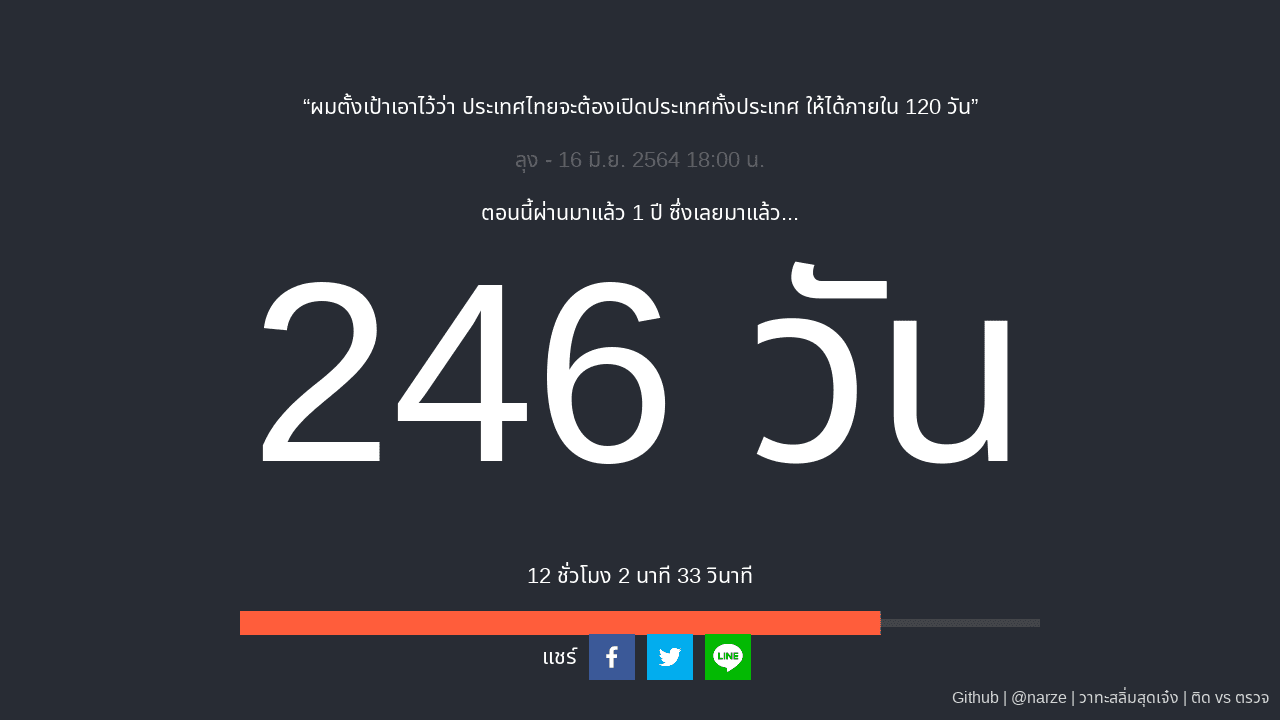 “ผมตั้งเป้าเอาไว้ว่า ประเทศไทยจะต้องเปิดประเทศทั้งประเทศ ให้ได้ภายใน 120 วัน”
ลุง - 16 มิ.ย. 2564 18:00 น.
ตอนนี้ผ่านมาแล้ว 1 ปี ซึ่งเลยมาแล้ว...
246 วัน
12 ชั่วโมง 2 นาที 33 วินาที
แชร์
LINE
Github | @narze | วาทะสลิ่มสุดเจ๋ง | ติด vs ตรวจ